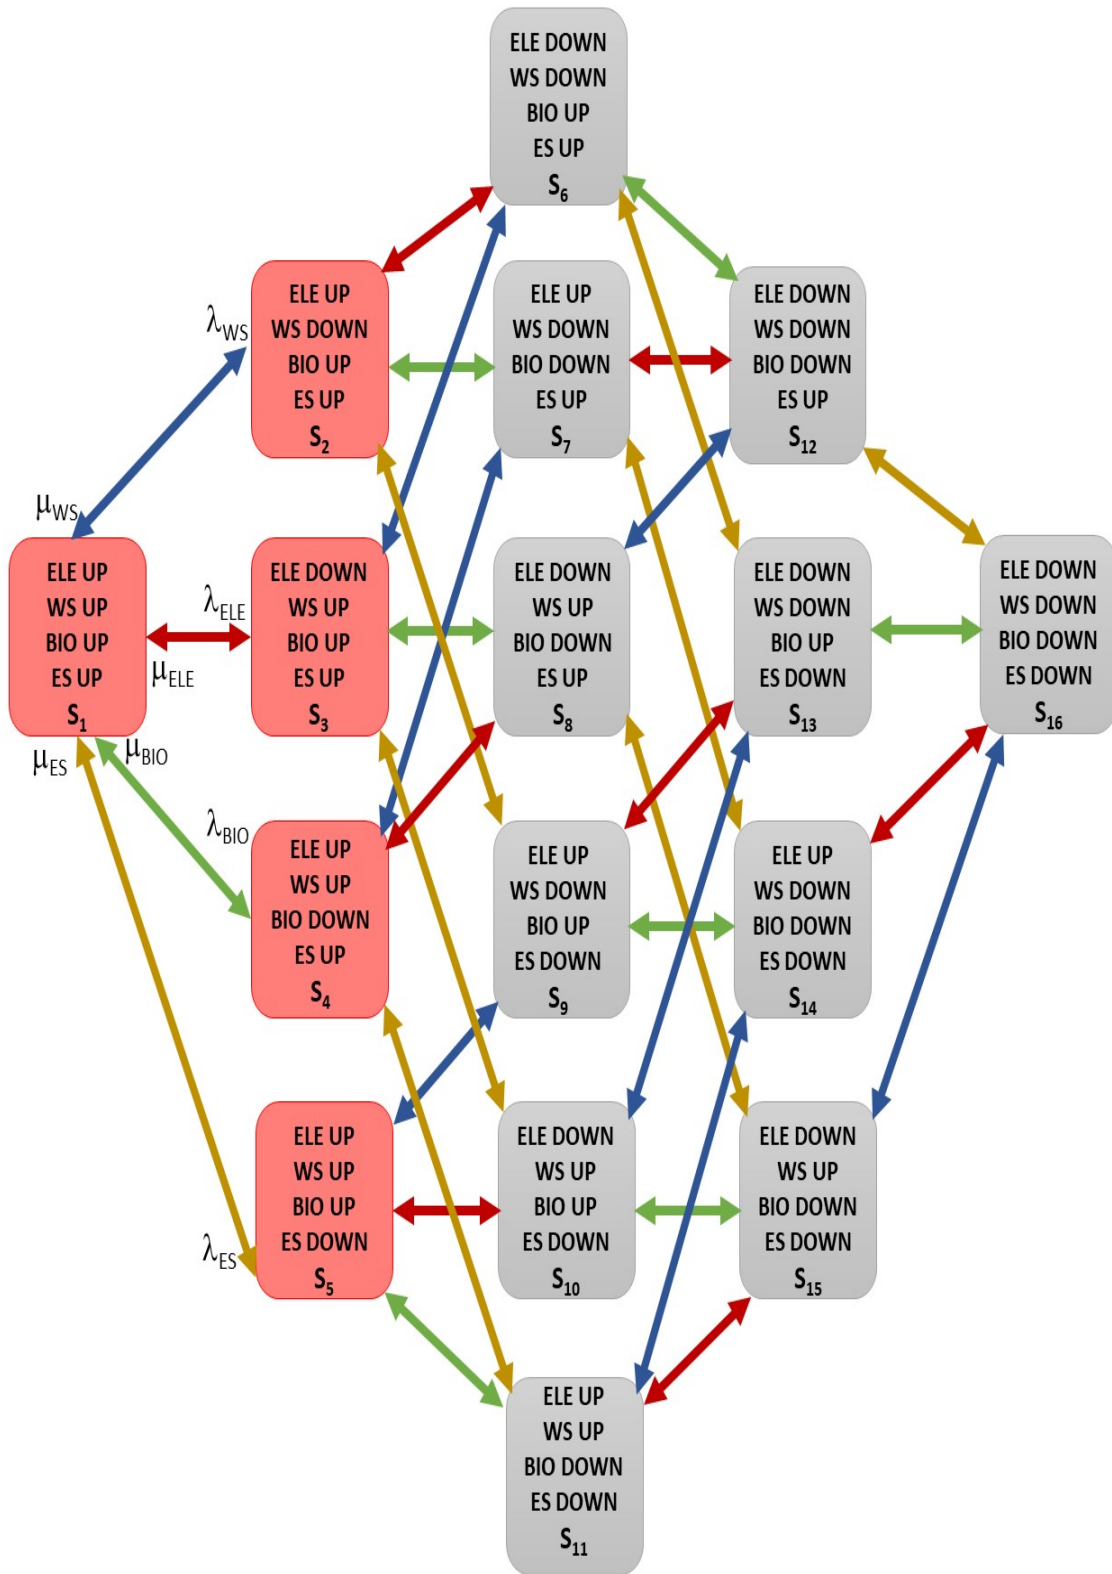 ELE DOWN
WS DOWN
BIO UP
ES UP
S6
ELE UP
WS DOWN
BIO UP
ES UP
S2
ELE UP
WS DOWN
BIO DOWN
ES UP
S7
ELE DOWN
WS DOWN
BIO DOWN
ES UP
S12
λWS
μWS
ELE UP
WS UP
BIO UP
ES UP
S1
λELE
μELE
ELE DOWN
WS UP
BIO UP
ES UP
S3
ELE DOWN
WS UP
BIO DOWN
ES UP
S8
ELE DOWN
WS DOWN
BIO UP
ES DOWN
S13
ELE DOWN
WS DOWN
BIO DOWN
ES DOWN
S16
μES
μBIO
λBIO
ELE UP
WS UP
BIO DOWN
ES UP
S4
ELE UP
WS DOWN
BIO UP
ES DOWN
S9
ELE UP
WS DOWN
BIO DOWN
ES DOWN
S14
λES
ELE UP
WS UP
BIO UP
ES DOWN
S5
ELE DOWN
WS UP
BIO UP
ES DOWN
S10
ELE DOWN
WS UP
BIO DOWN
ES DOWN
S15
ELE UP
WS UP
BIO DOWN
ES DOWN
S11